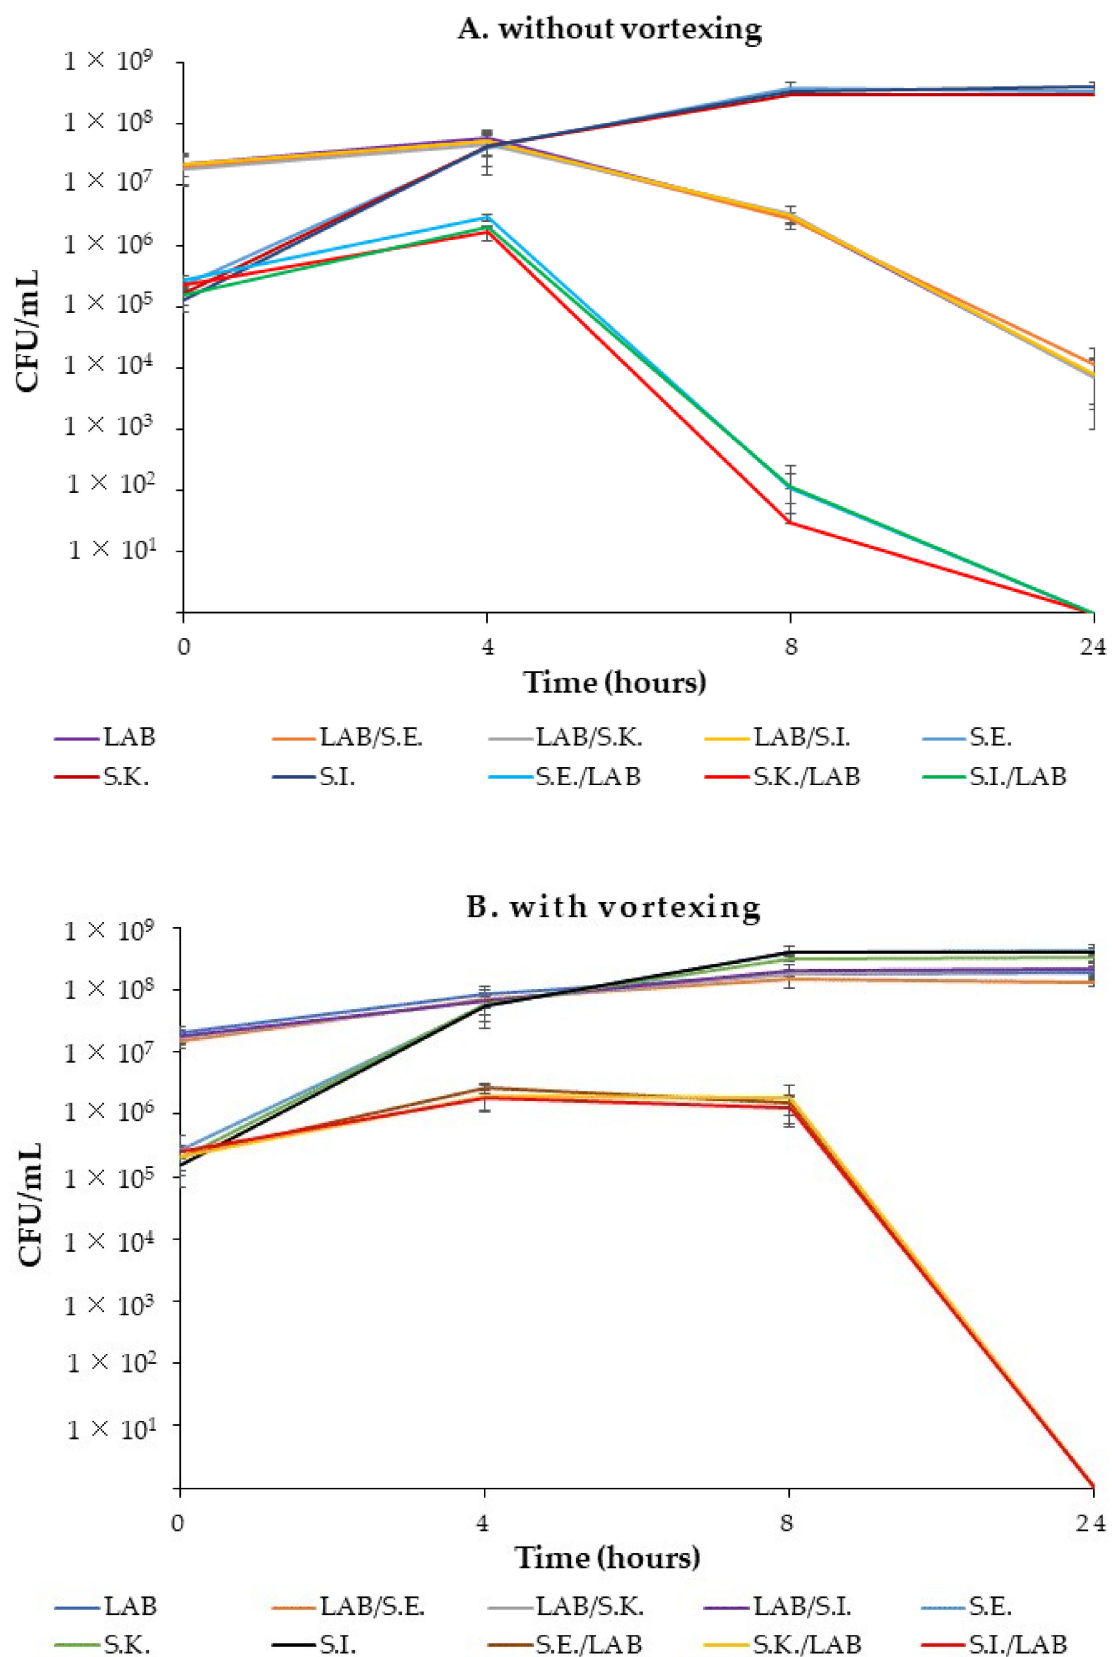 A. without vortexing
1 × 10⁹
1 × 10⁸
1 × 10⁷
1 × 10⁶
1 × 10⁵
1 × 10⁴
1 × 10³
1 × 10²
1 × 10¹
CFU/mL
0 4 8 24
Time (hours)
LAB LAB/S.E. LAB/S.K. LAB/S.I. S.E.
S.K. S.I. S.E./LAB S.K./LAB S.I./LAB
B. with vortexing
1 × 10⁹
1 × 10⁸
1 × 10⁷
1 × 10⁶
1 × 10⁵
1 × 10⁴
1 × 10³
1 × 10²
1 × 10¹
CFU/mL
0 4 8 24
Time (hours)
LAB LAB/S.E. LAB/S.K. LAB/S.I. S.E.
S.K. S.I. S.E./LAB S.K./LAB S.I./LAB